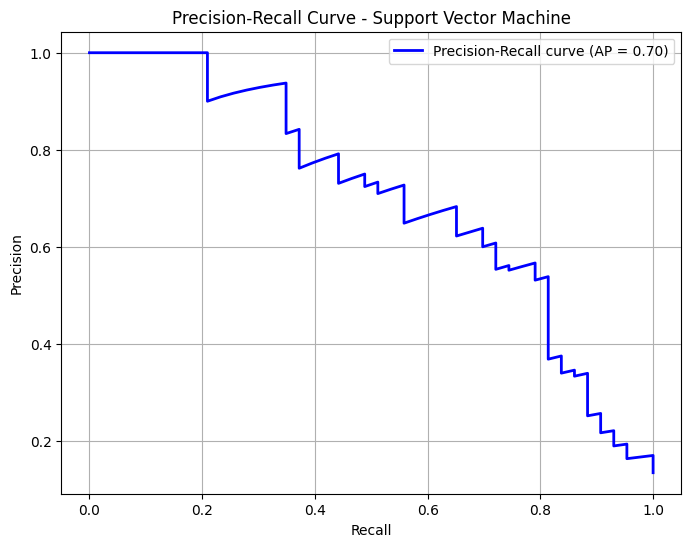 Precision-Recall Curve - Support Vector Machine
Precision-Recall curve (AP = 0.70)
1.0
0.8
0.6
0.4
0.2
Precision
0.0 0.2 0.4 0.6 0.8 1.0
Recall